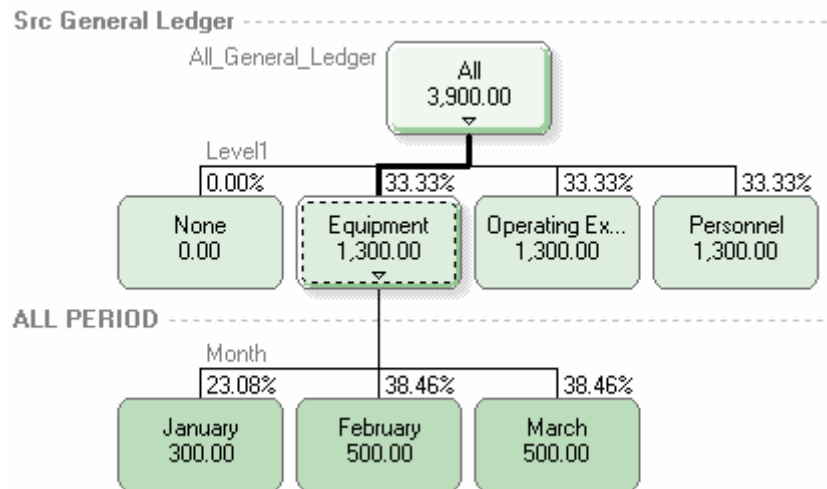 Src General Ledger
All_General_Ledger
All
3,900.00
Level1
0.00% 33.33% 33.33% 33.33%
None Equipment Operating Ex... Personnel
0.00 1,300.00 1,300.00 1,300.00
ALL PERIOD
Month
23.08% 38.46% 38.46%
January February March
300.00 500.00 500.00